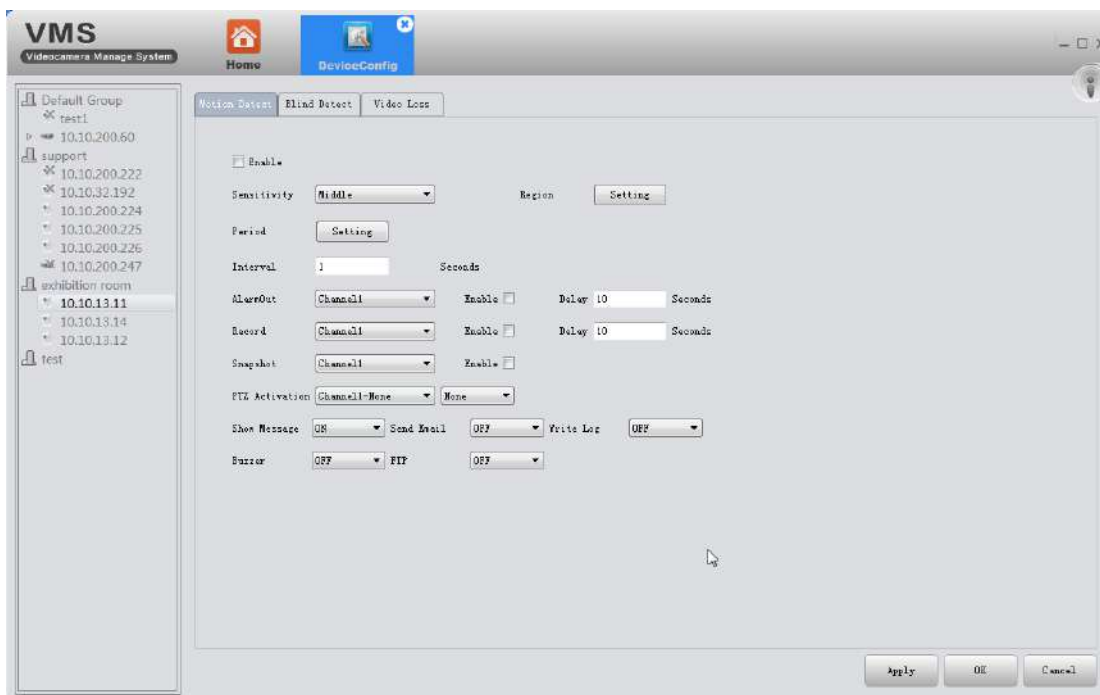 VMS
Videocamera Manage System
Home
DeviceConfig
Default Group
test1
10.10.200.60
support
10.10.200.222
10.10.32.192
10.10.200.224
10.10.200.225
10.10.200.226
10.10.200.247
exhibition room
10.10.13.11
10.10.13.14
10.10.13.12
test
Motion Detect Blind Detect Video Loss
Enable
Sensitivity Middle Region Setting
Period Setting
Interval 1 Seconds
AlarmOut Channel1 Enable Delay 10 Seconds
Record Channel1 Enable Delay 10 Seconds
Snapshot Channel1 Enable
PTZ Activation Channel1-None None
Show Message ON Send Email OFF Write Log OFF
Buzzer OFF FTP OFF
Apply OK Cancel